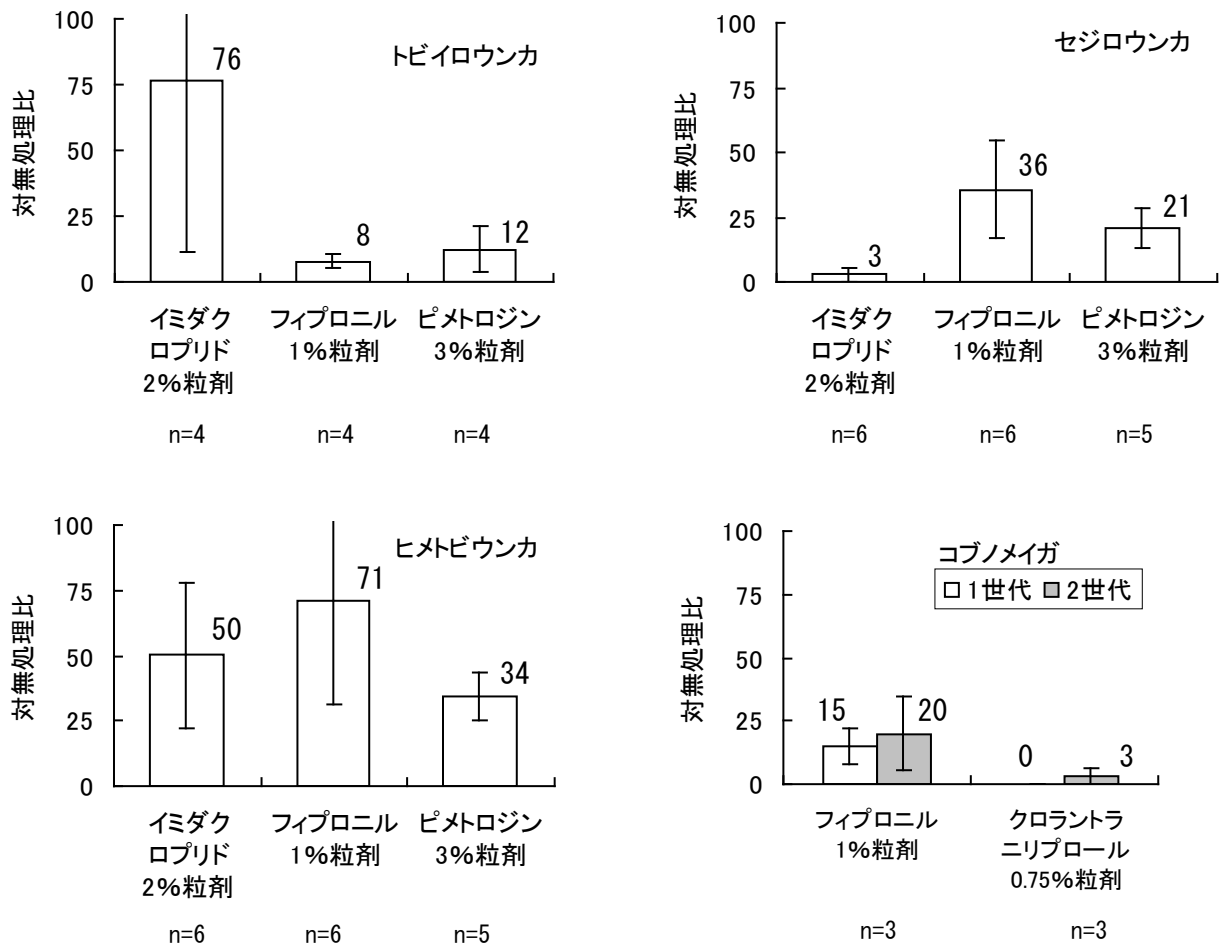 トビイロウンカ
対無処理比
100
75
50
25
0
76
8
12
イミダク
ロプリド
2%粒剤
フィプロニル
1%粒剤
ピメトロジン
3%粒剤
n=4
n=4
n=4
セジロウンカ
対無処理比
100
75
50
25
0
3
36
21
イミダク
ロプリド
2%粒剤
フィプロニル
1%粒剤
ピメトロジン
3%粒剤
n=6
n=6
n=5
ヒメトビウンカ
対無処理比
100
75
50
25
0
50
71
34
イミダク
ロプリド
2%粒剤
フィプロニル
1%粒剤
ピメトロジン
3%粒剤
n=6
n=6
n=5
コブノメイガ
1世代 2世代
対無処理比
100
75
50
25
0
15
20
0
3
フィプロニル
1%粒剤
クロラントラ
ニリプロール
0.75%粒剤
n=3
n=3